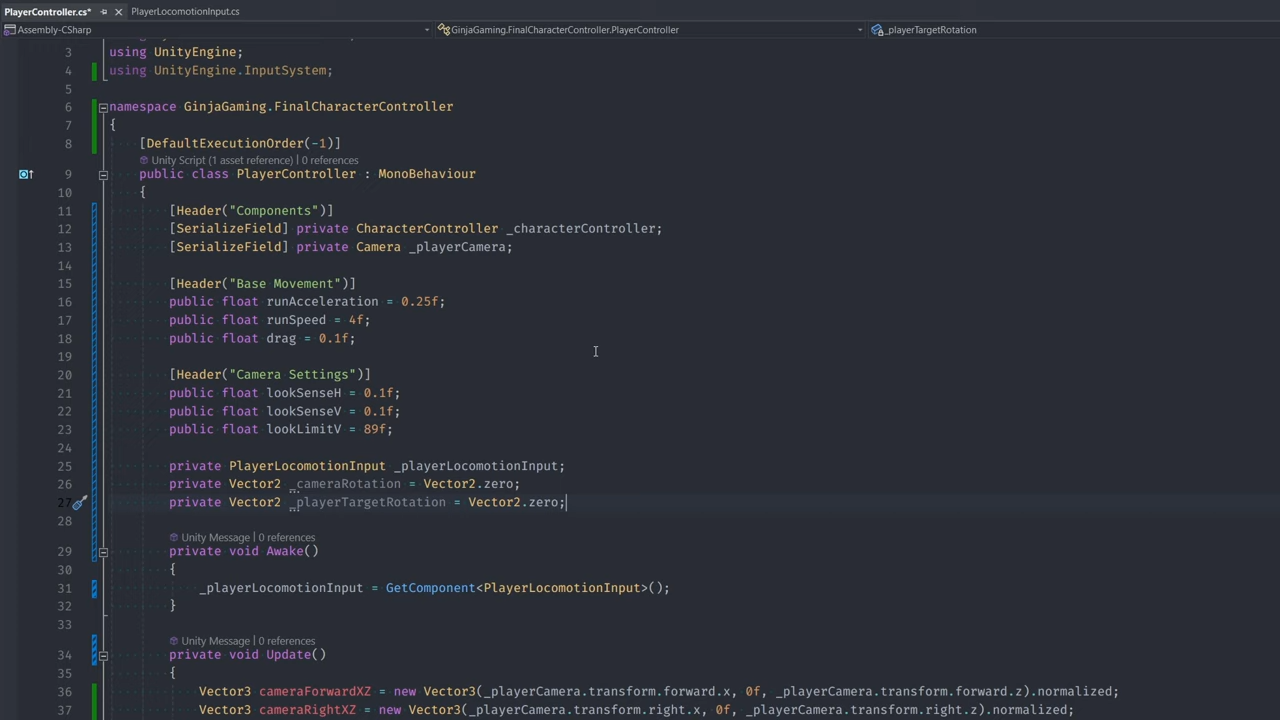 PlayerController.cs* PlayerLocomotionInput.cs
Assembly-CSharp GinjaGaming.FinalCharacterController.PlayerController _playerTargetRotation
3 using UnityEngine;
4 using UnityEngine.InputSystem;
5
6 namespace GinjaGaming.FinalCharacterController
7 {
8 [DefaultExecutionOrder(-1)]
Unity Script (1 asset reference) | 0 references
9 public class PlayerController : MonoBehaviour
10 {
11 [Header("Components")]
12 [SerializeField] private CharacterController _characterController;
13 [SerializeField] private Camera _playerCamera;
14
15 [Header("Base Movement")]
16 public float runAcceleration = 0.25f;
17 public float runSpeed = 4f;
18 public float drag = 0.1f;
19
20 [Header("Camera Settings")]
21 public float lookSenseH = 0.1f;
22 public float lookSenseV = 0.1f;
23 public float lookLimitV = 89f;
24
25 private PlayerLocomotionInput _playerLocomotionInput;
26 private Vector2 _cameraRotation = Vector2.zero;
27 private Vector2 _playerTargetRotation = Vector2.zero;
28
Unity Message | 0 references
29 private void Awake()
30 {
31 _playerLocomotionInput = GetComponent<PlayerLocomotionInput>();
32 }
33
Unity Message | 0 references
34 private void Update()
35 {
36 Vector3 cameraForwardXZ = new Vector3(_playerCamera.transform.forward.x, 0f, _playerCamera.transform.forward.z).normalized;
37 Vector3 cameraRightXZ = new Vector3(_playerCamera.transform.right.x, 0f, _playerCamera.transform.right.z).normalized;